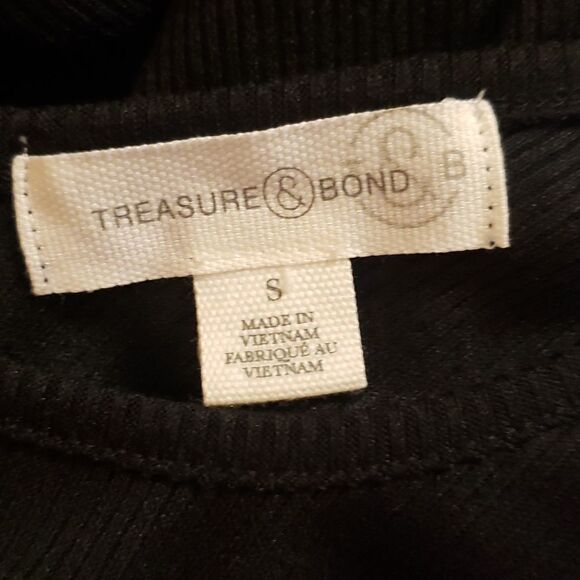 TREASURE & BOND
& B
S
MADE IN
VIETNAM
FABRIQUÉ AU
VIETNAM